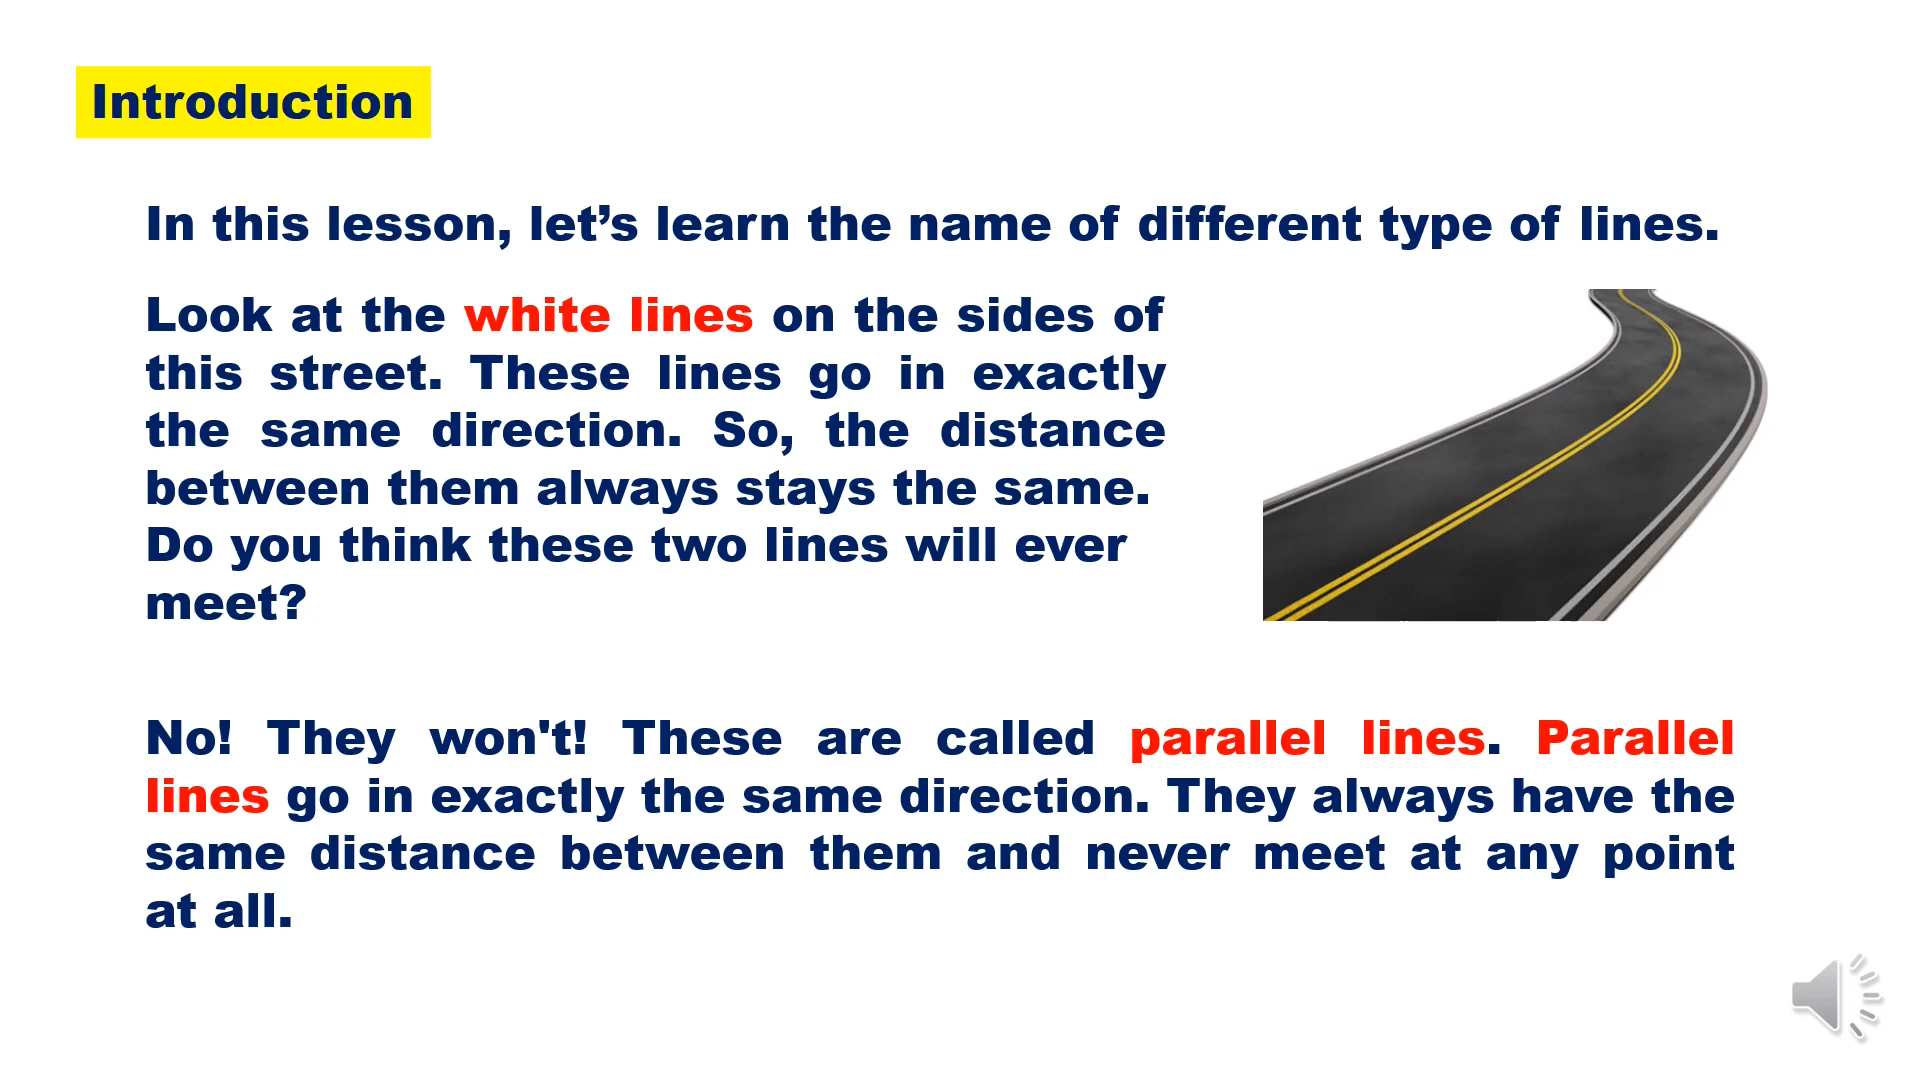 Introduction
In this lesson, let’s learn the name of different type of lines.
Look at the white lines on the sides of
this street. These lines go in exactly
the same direction. So, the distance
between them always stays the same.
Do you think these two lines will ever
meet?
No! They won't! These are called parallel lines. Parallel
lines go in exactly the same direction. They always have the
same distance between them and never meet at any point
at all.